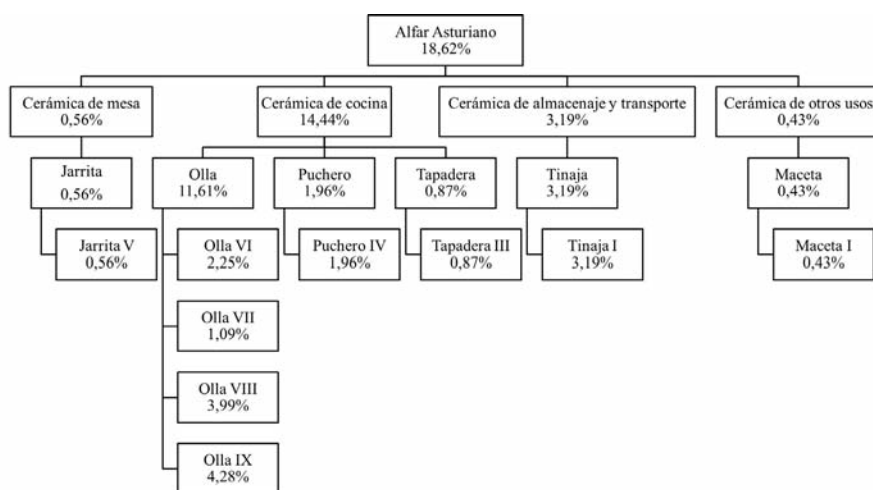 Alfar Asturiano
18,62%
Cerámica de mesa
0,56%
Cerámica de cocina
14,44%
Cerámica de almacenaje y transporte
3,19%
Cerámica de otros usos
0,43%
Jarrita
0,56%
Olla
11,61%
Puchero
1,96%
Tapadera
0,87%
Tinaja
3,19%
Maceta
0,43%
Jarrita V
0,56%
Olla VI
2,25%
Puchero IV
1,96%
Tapadera III
0,87%
Tinaja I
3,19%
Maceta I
0,43%
Olla VII
1,09%
Olla VIII
3,99%
Olla IX
4,28%